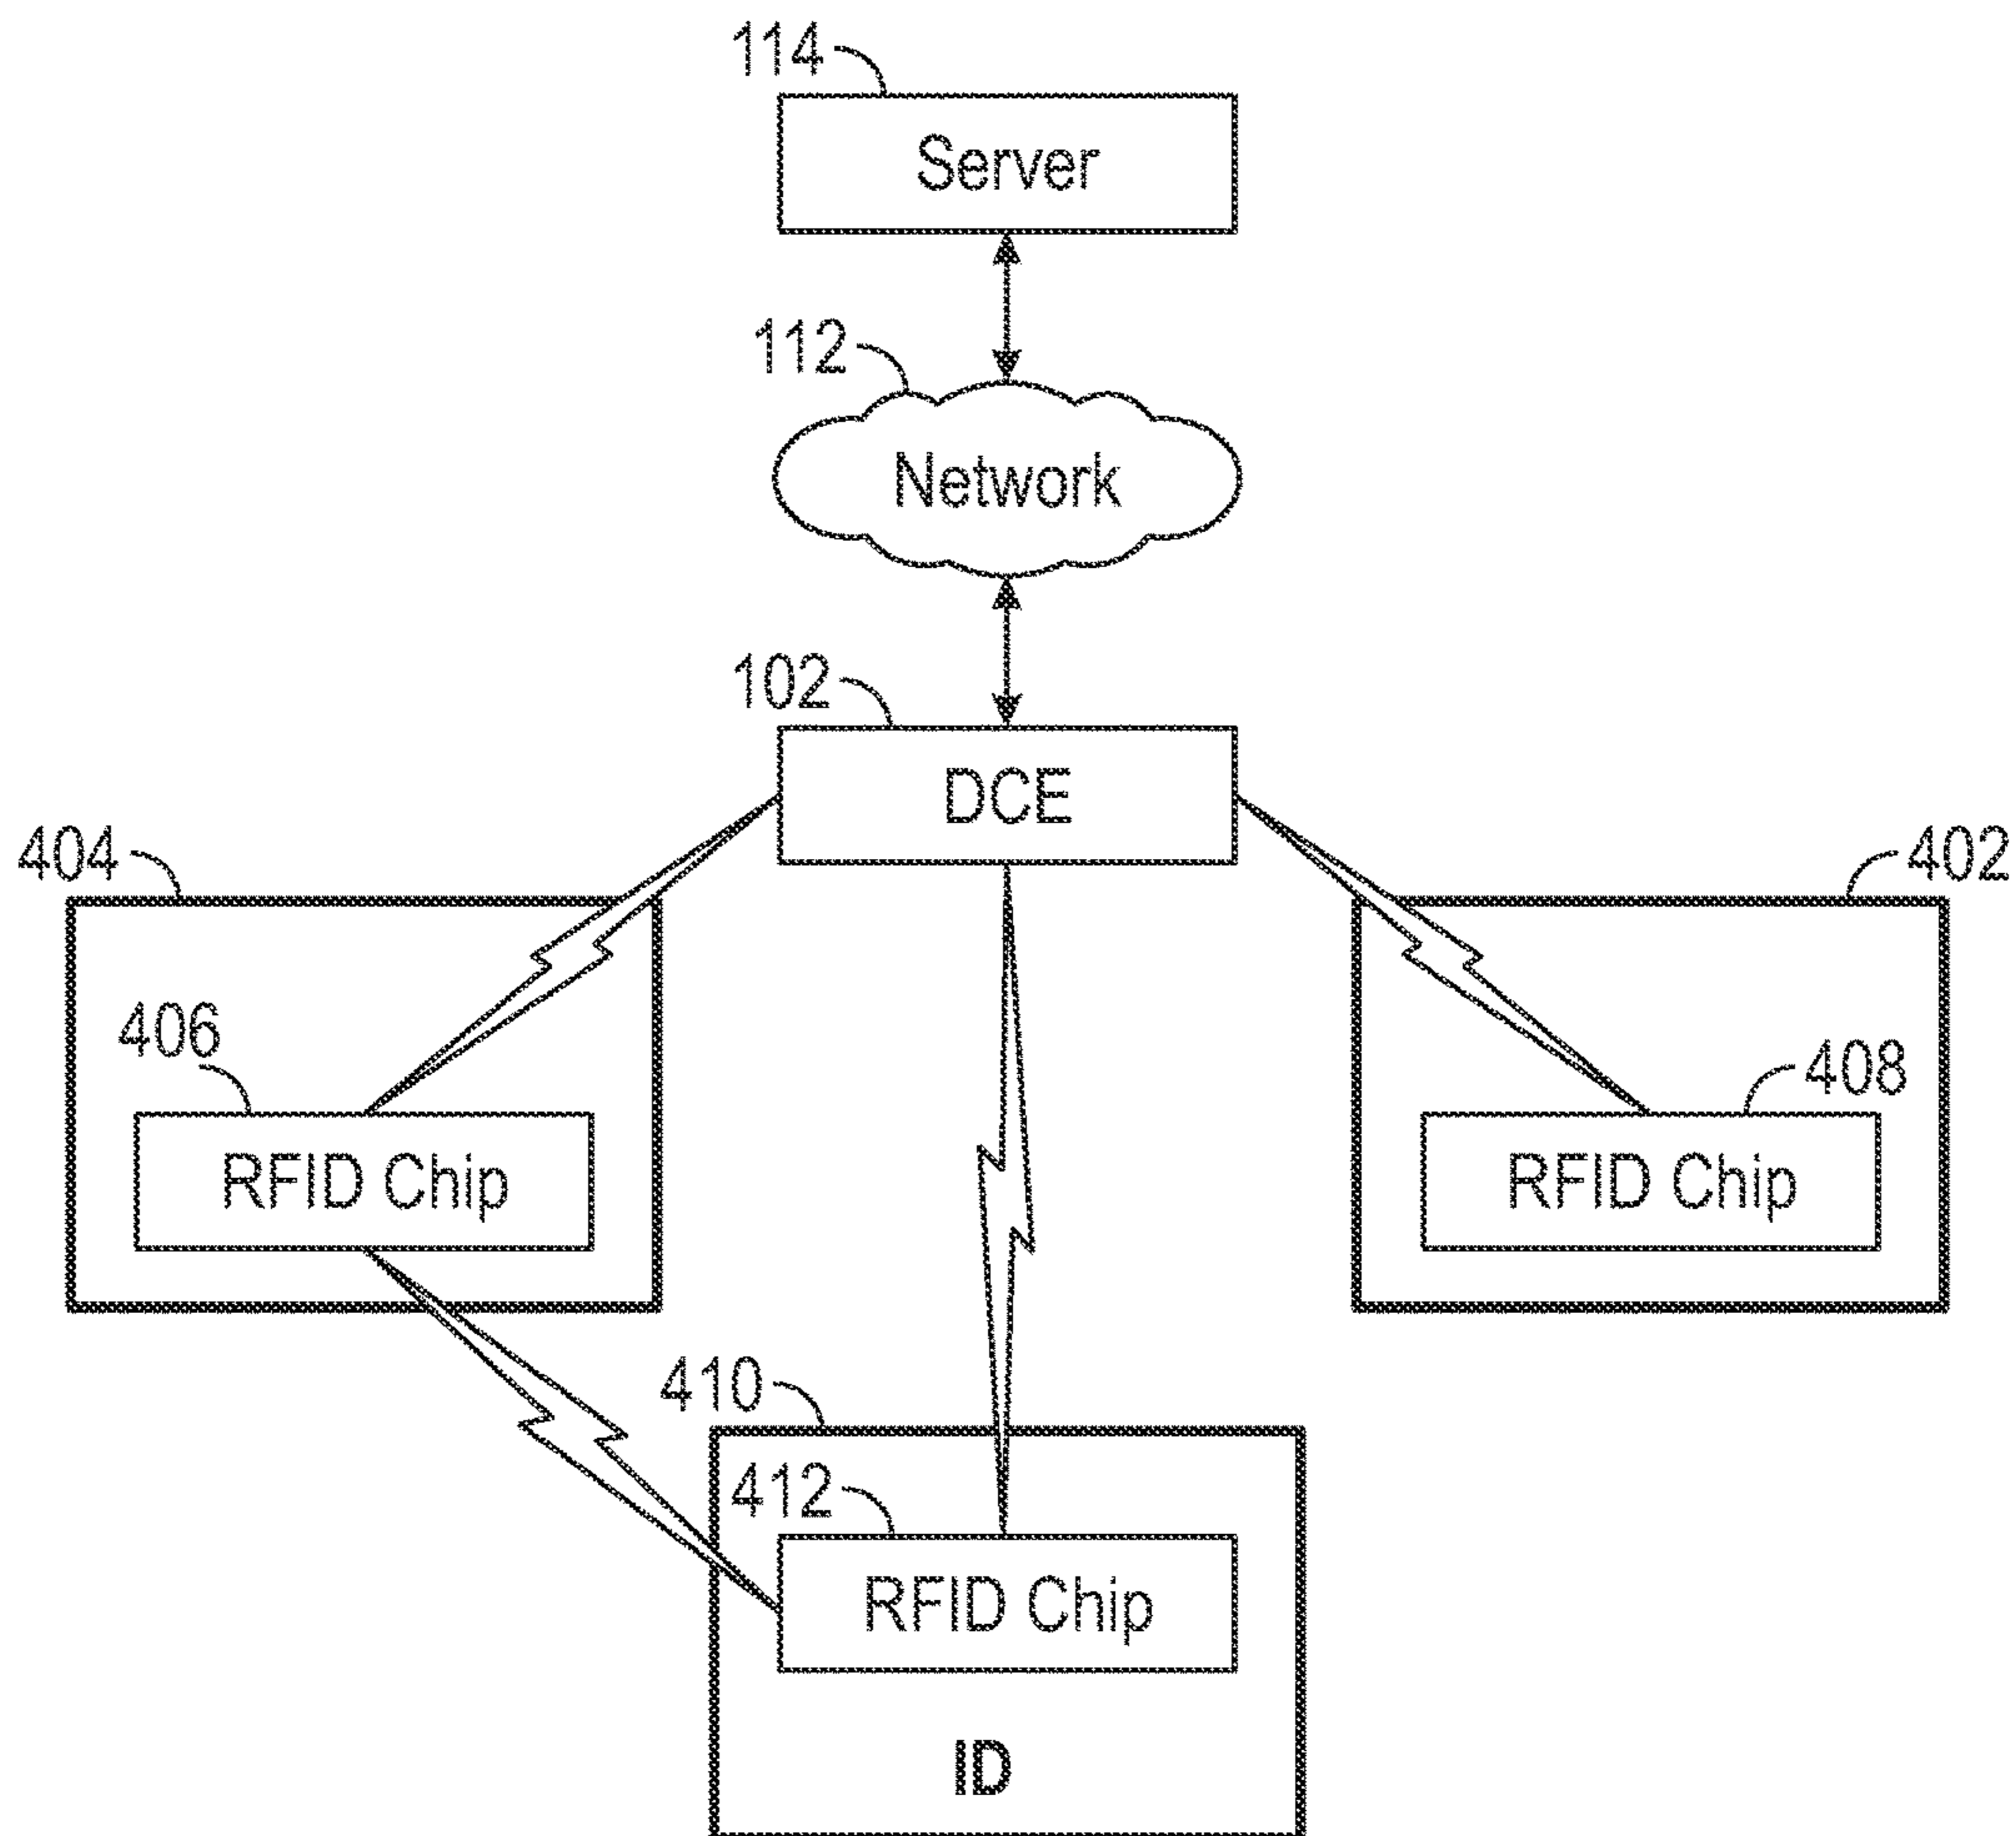 114
Server
112
Network
102
DCE
404
402
406
408
RFID Chip
RFID Chip
410
412
RFID Chip
ID